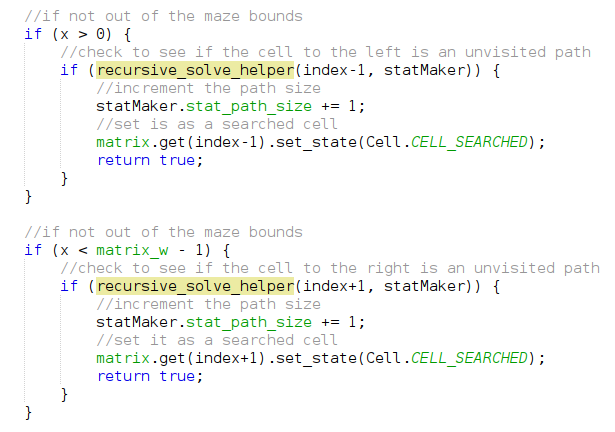 //if not out of the maze bounds
if (x > 0) {
//check to see if the cell to the left is an unvisited path
if (recursive_solve_helper(index-1, statMaker)) {
//increment the path size
statMaker.stat_path_size += 1;
//set is as a searched cell
matrix.get(index-1).set_state(Cell.CELL_SEARCHED);
return true;
}
}
//if not out of the maze bounds
if (x < matrix_w - 1) {
//check to see if the cell to the right is an unvisited path
if (recursive_solve_helper(index+1, statMaker)) {
//increment the path size
statMaker.stat_path_size += 1;
//set it as a searched cell
matrix.get(index+1).set_state(Cell.CELL_SEARCHED);
return true;
}
}